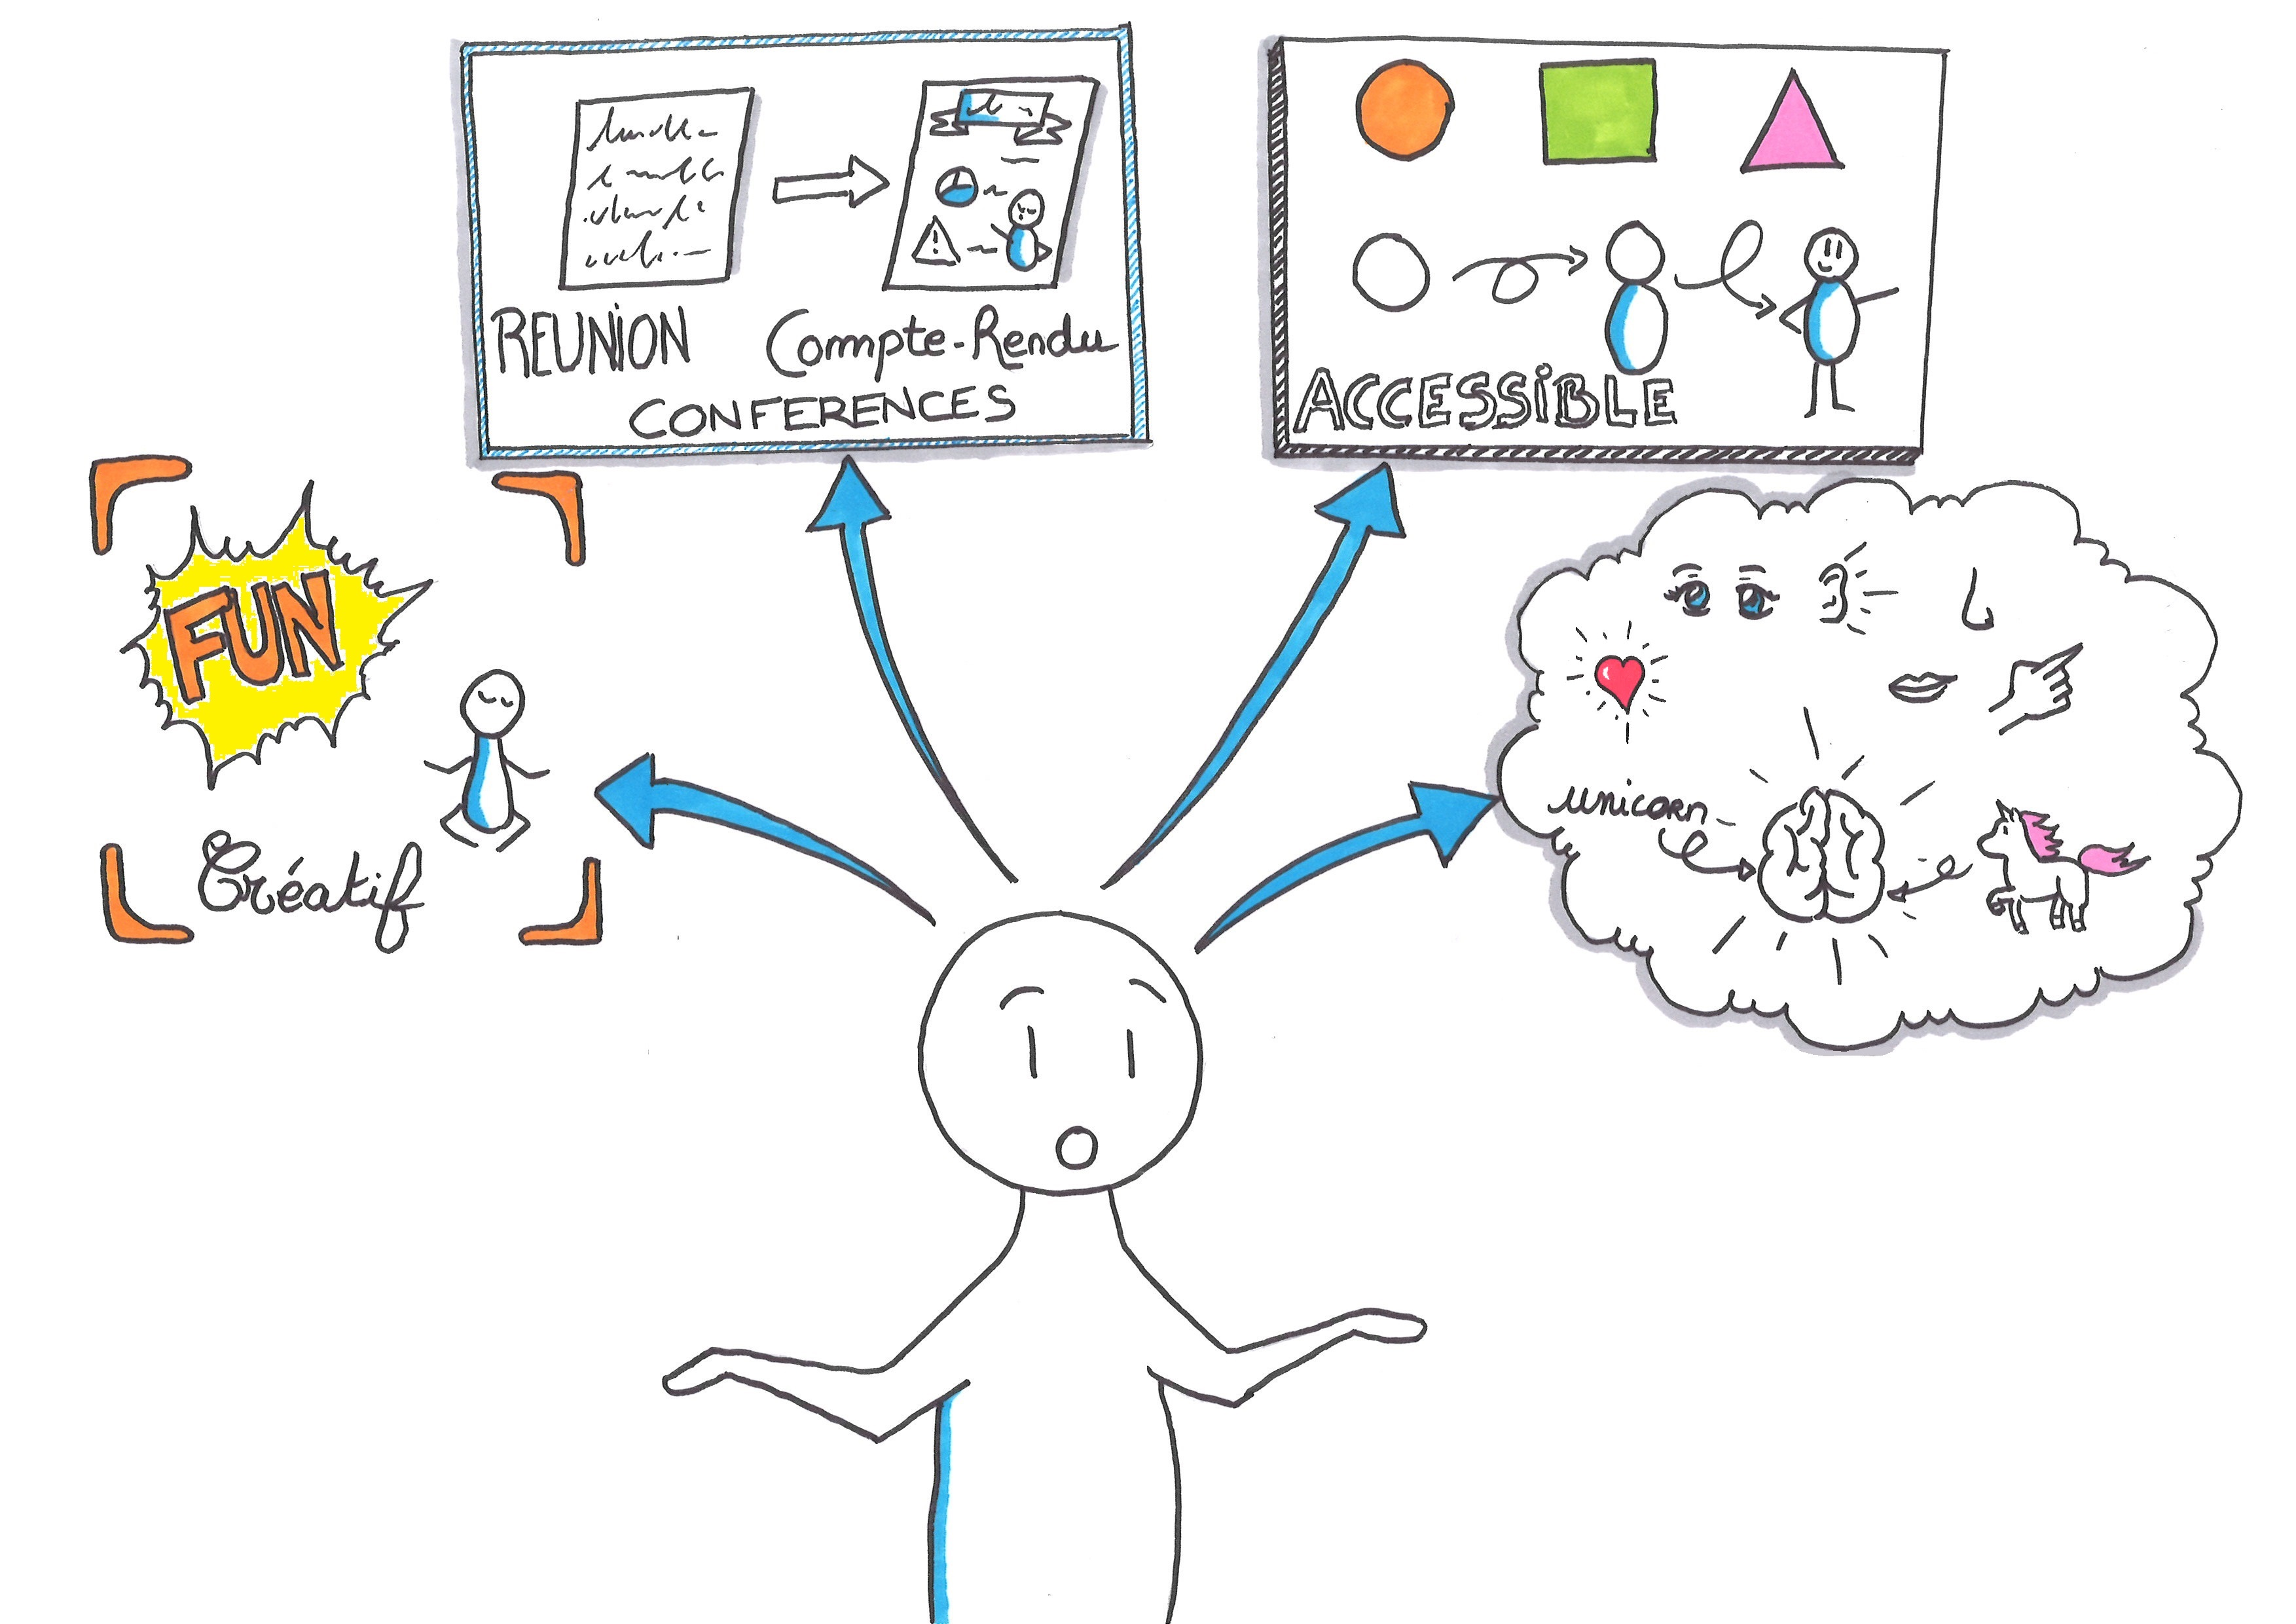 REUNION
Compte-Rendu
CONFERENCES
ACCESSIBLE
FUN
Créatif
unicorn